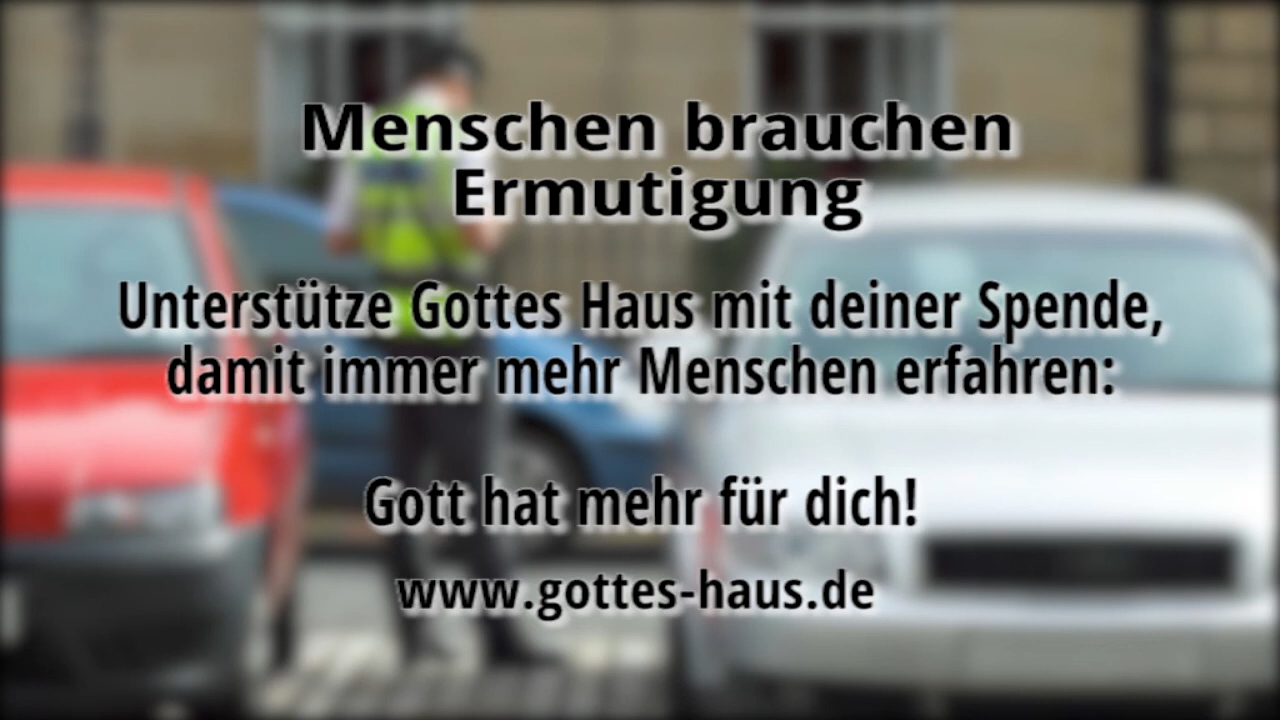 Menschen brauchen
Ermutigung
Unterstütze Gottes Haus mit deiner Spende,
damit immer mehr Menschen erfahren:
Gott hat mehr für dich!
www.gottes-haus.de